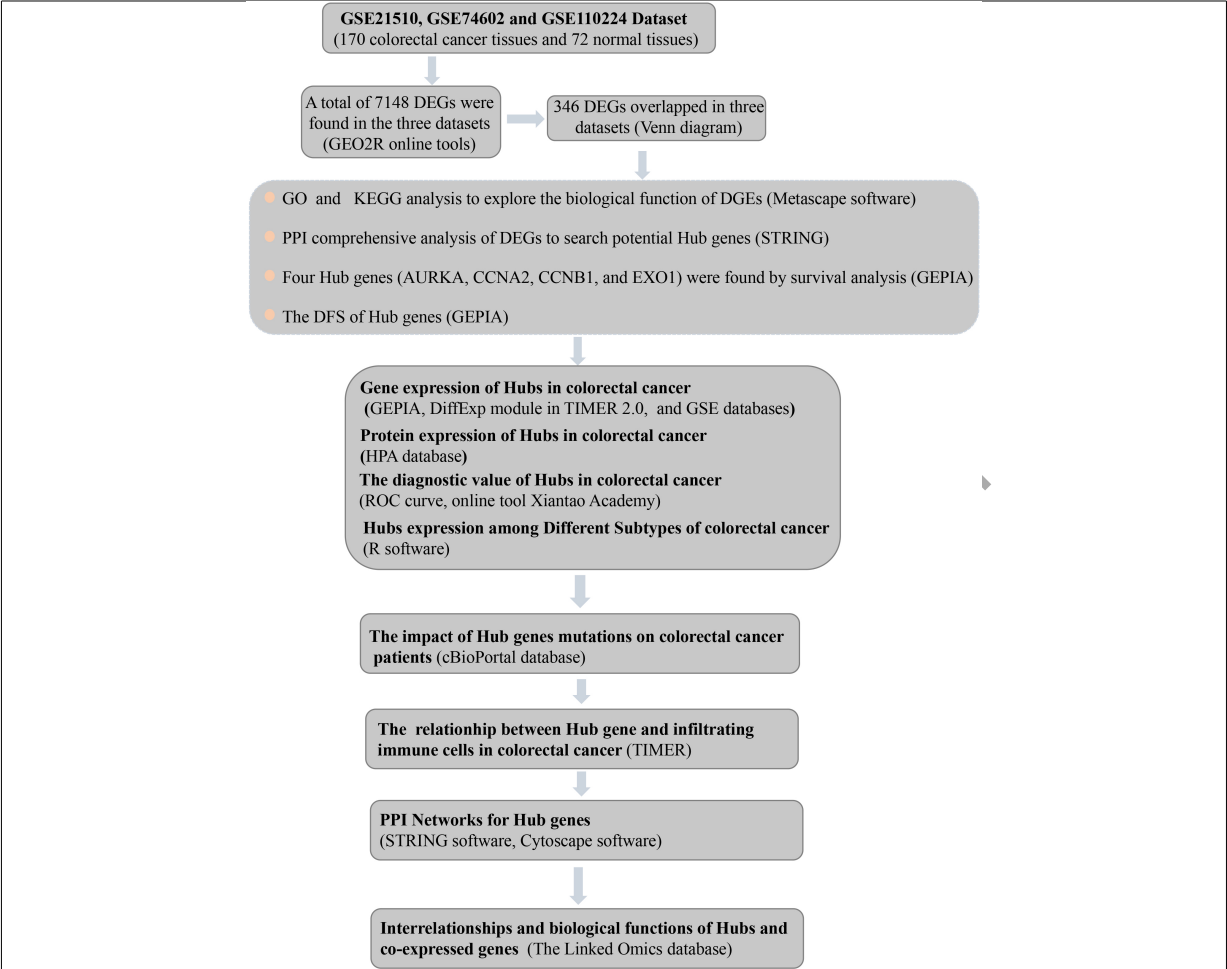 GSE21510, GSE74602 and GSE110224 Dataset
(170 colorectal cancer tissues and 72 normal tissues)
A total of 7148 DEGs were
found in the three datasets
(GEO2R online tools)
346 DEGs overlapped in three
datasets (Venn diagram)
GO and KEGG analysis to explore the biological function of DGEs (Metascape software)
PPI comprehensive analysis of DEGs to search potential Hub genes (STRING)
Four Hub genes (AURKA, CCNA2, CCNB1, and EXO1) were found by survival analysis (GEPIA)
The DFS of Hub genes (GEPIA)
Gene expression of Hubs in colorectal cancer
(GEPIA, DiffExp module in TIMER 2.0, and GSE databases)
Protein expression of Hubs in colorectal cancer
(HPA database)
The diagnostic value of Hubs in colorectal cancer
(ROC curve, online tool Xiantao Academy)
Hubs expression among Different Subtypes of colorectal cancer
(R software)
The impact of Hub genes mutations on colorectal cancer
patients (cBioPortal database)
The relationship between Hub gene and infiltrating
immune cells in colorectal cancer (TIMER)
PPI Networks for Hub genes
(STRING software, Cytoscape software)
Interrelationships and biological functions of Hubs and
co-expressed genes (The Linked Omics database)